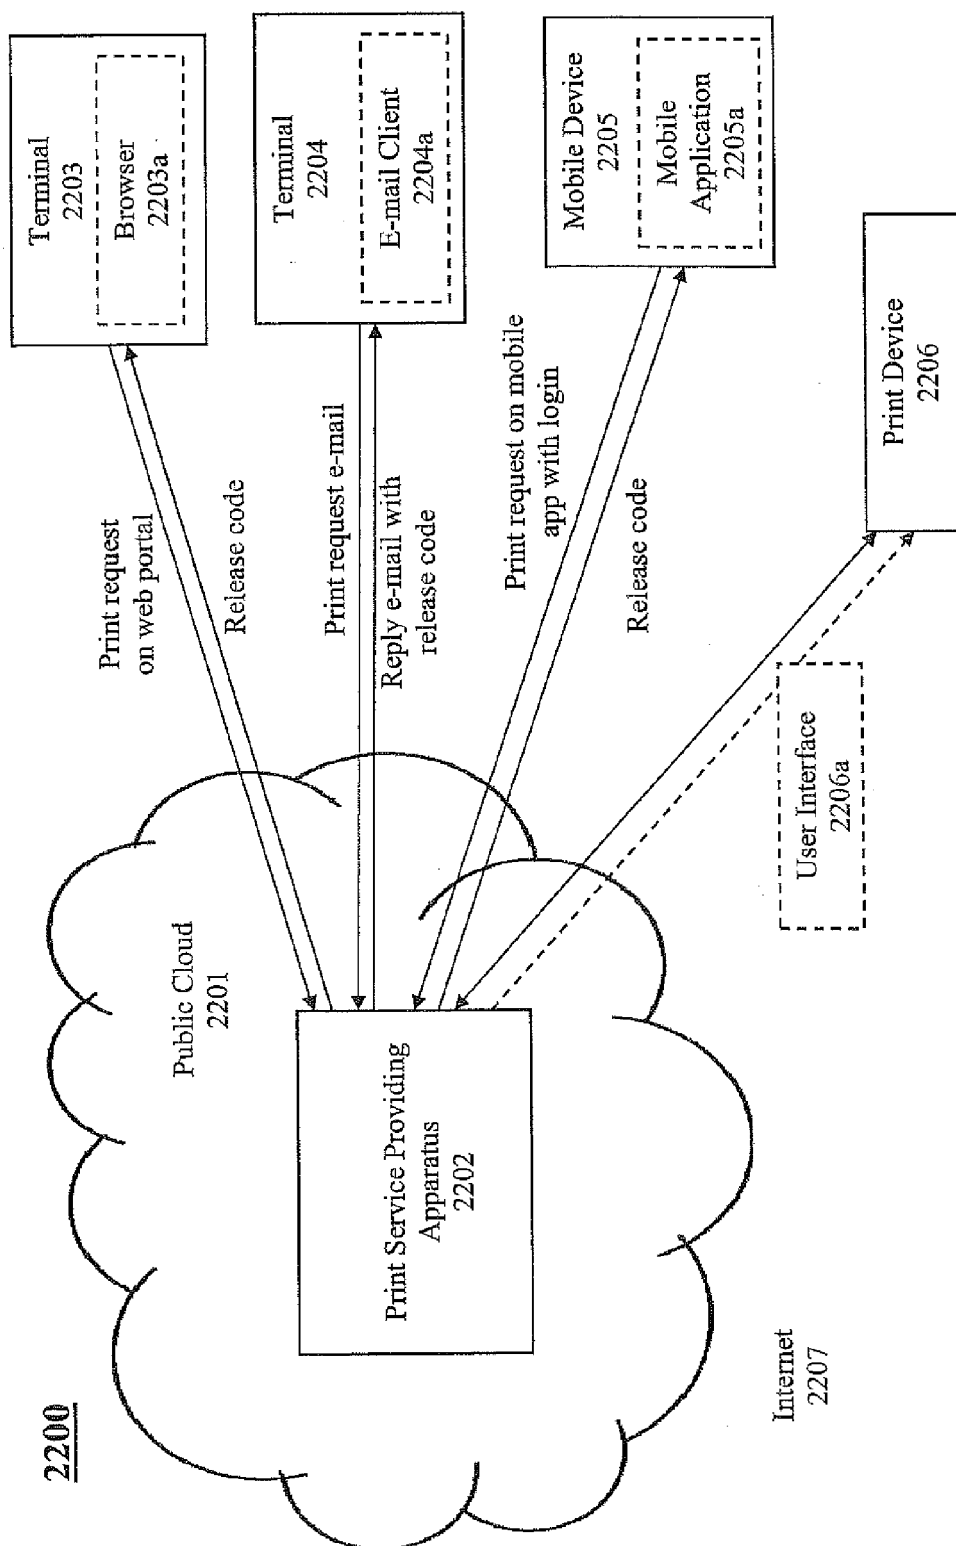 2200
Public Cloud
2201
Print Service Providing
Apparatus
2202
Internet
2207
Print request
on web portal
Release code
Print request e-mail
Reply e-mail with
release code
Print request on mobile
app with login
Release code
User Interface
2206a
Terminal
2203
Browser
2203a
Terminal
2204
E-mail Client
2204a
Mobile Device
2205
Mobile
Application
2205a
Print Device
2206